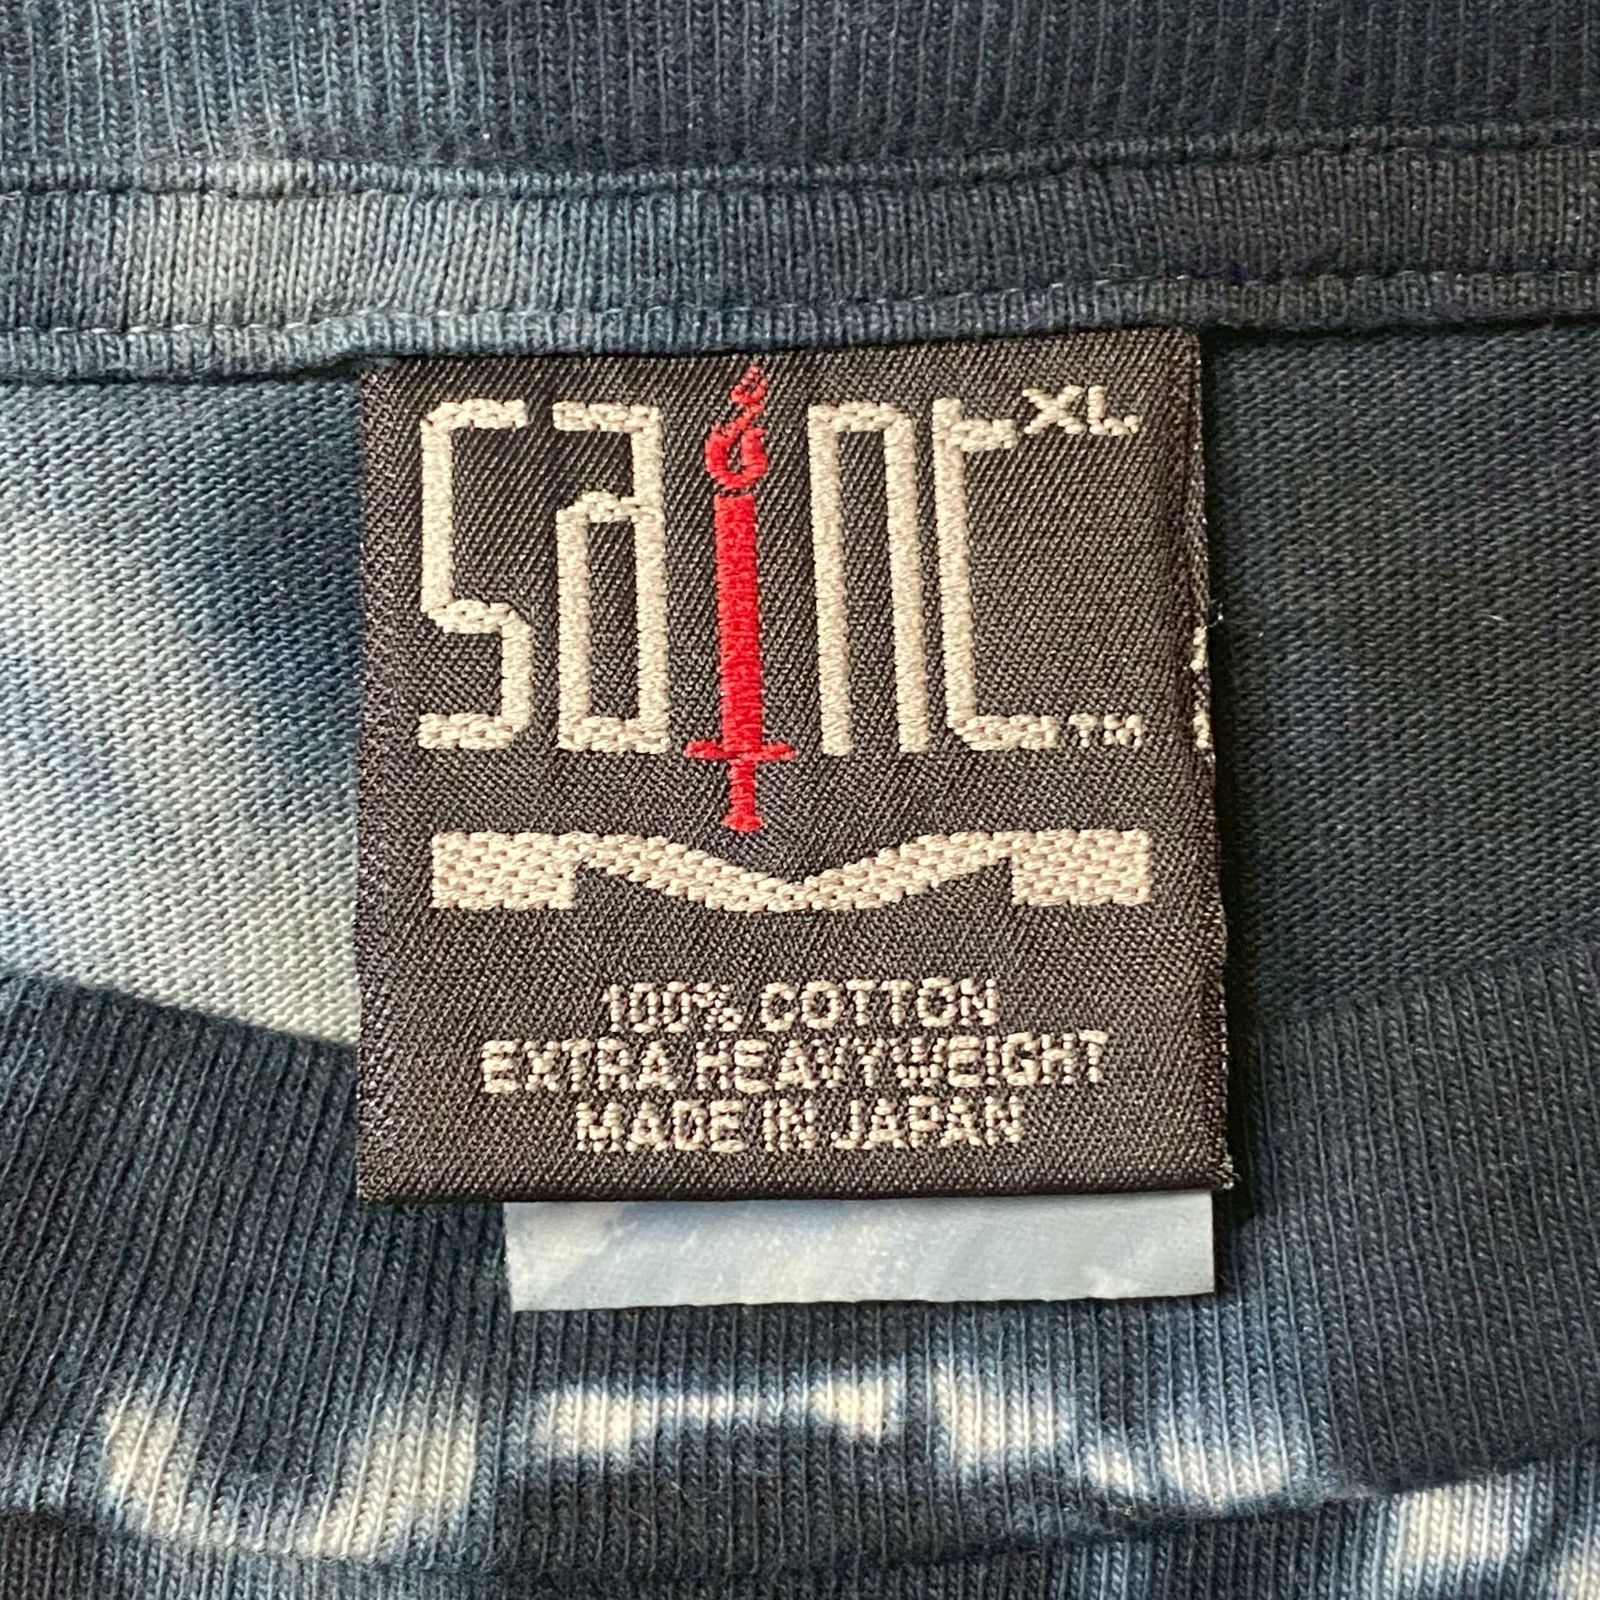 saint XL
TM
100% COTTON
EXTRA HEAVYWEIGHT
MADE IN JAPAN